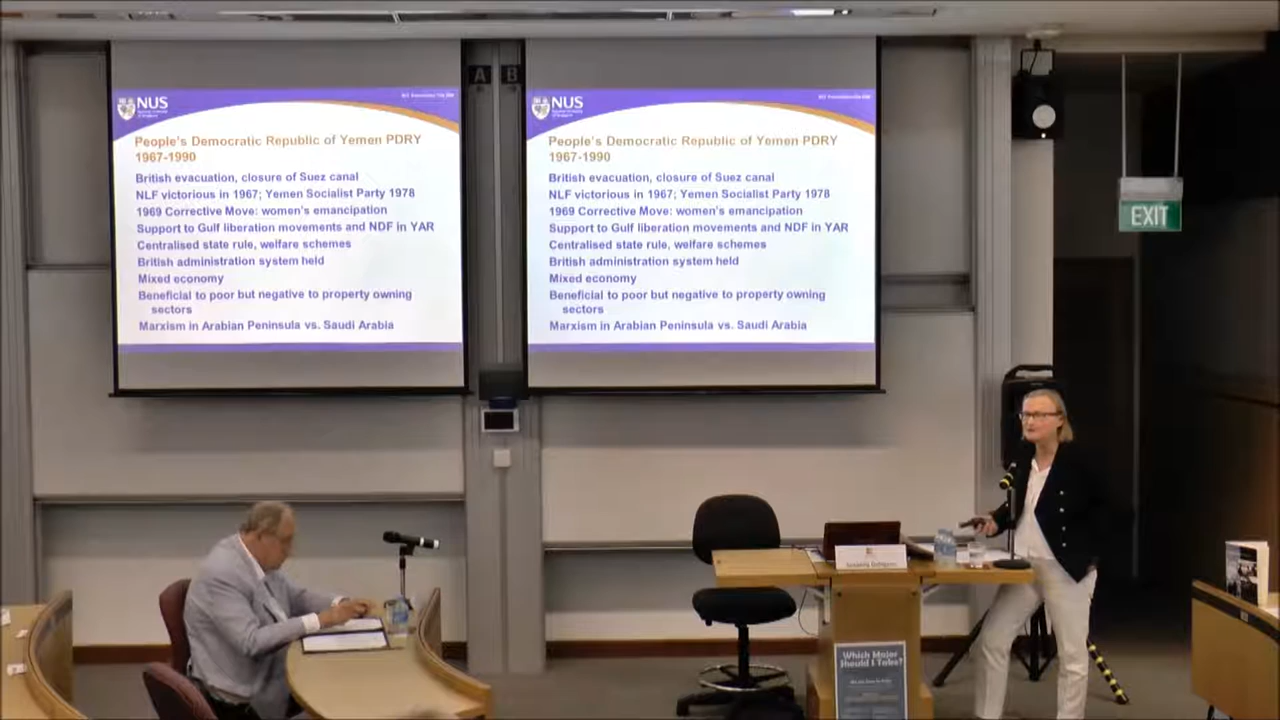 A B
NUS
People's Democratic Republic of Yemen PDRY
1967-1990
British evacuation, closure of Suez canal
NLF victorious in 1967; Yemen Socialist Party 1978
1969 Corrective Move: women's emancipation
Support to Gulf liberation movements and NDF in YAR
Centralised state rule, welfare schemes
British administration system held
Mixed economy
Beneficial to poor but negative to property owning
sectors
Marxism in Arabian Peninsula vs. Saudi Arabia
NUS
People's Democratic Republic of Yemen PDRY
1967-1990
British evacuation, closure of Suez canal
NLF victorious in 1967; Yemen Socialist Party 1978
1969 Corrective Move: women's emancipation
Support to Gulf liberation movements and NDF in YAR
Centralised state rule, welfare schemes
British administration system held
Mixed economy
Beneficial to poor but negative to property owning
sectors
Marxism in Arabian Peninsula vs. Saudi Arabia
EXIT
Which Major
Should I Take?